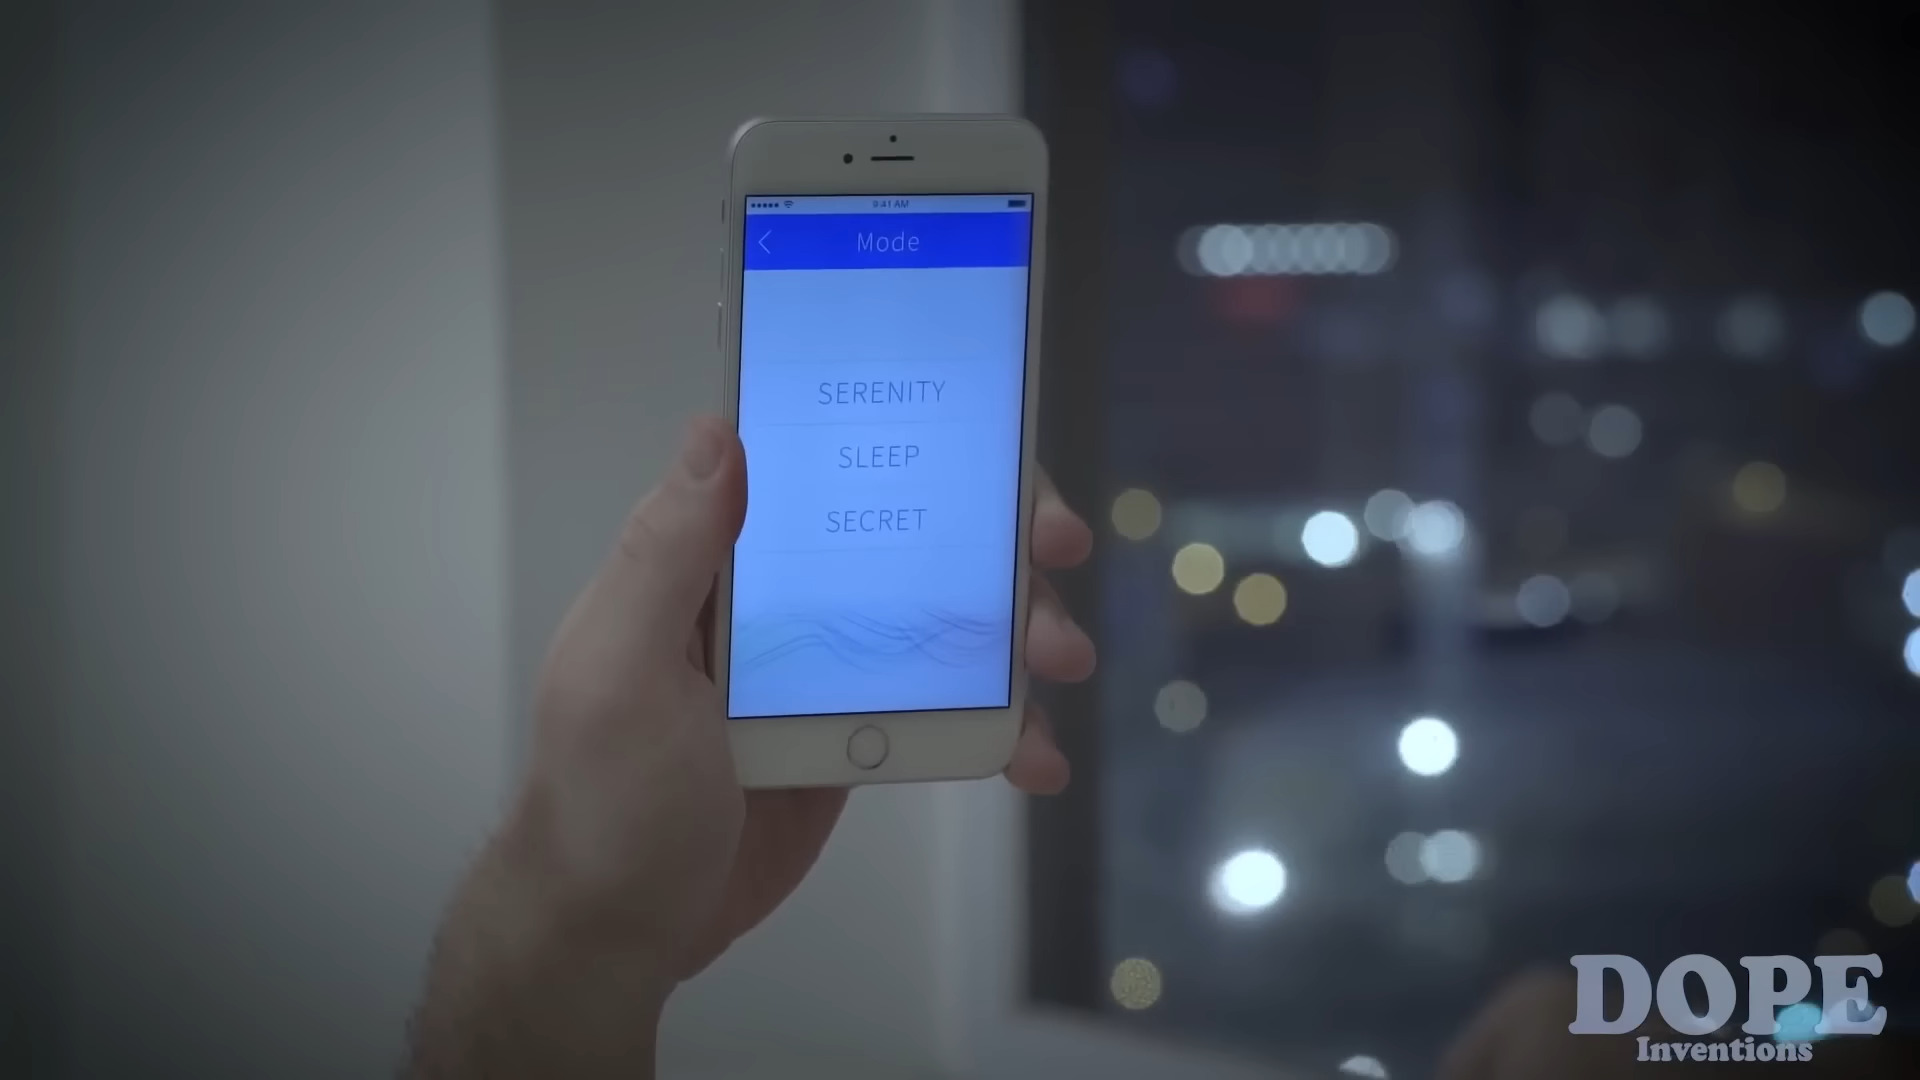 9:41 AM
Mode
SERENITY
SLEEP
SECRET
DOPE
Inventions